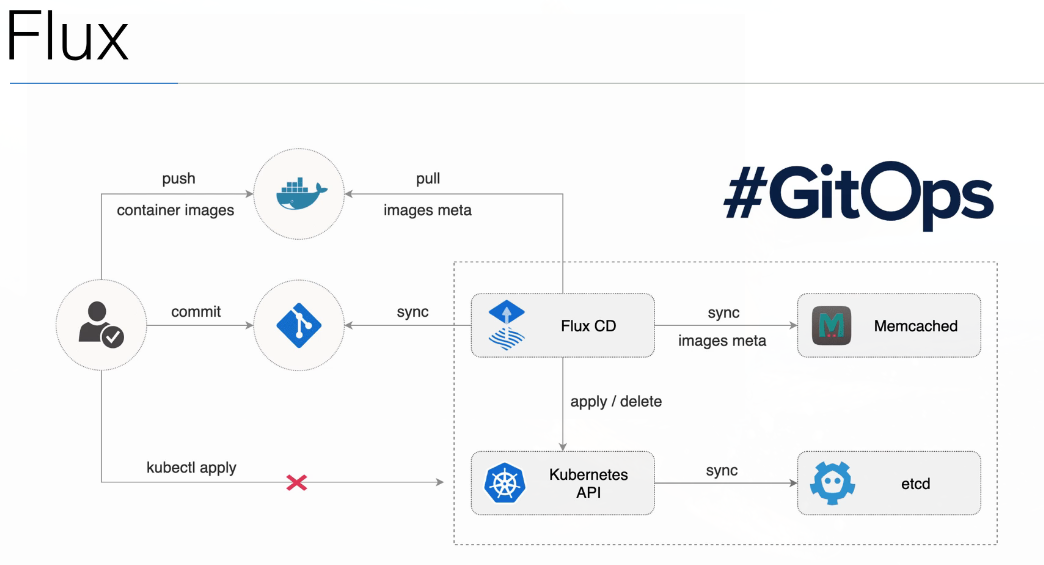 Flux
#GitOps
push
container images
pull
images meta
commit
sync
Flux CD
sync
images meta
Memcached
apply / delete
kubectl apply
Kubernetes
API
sync
etcd